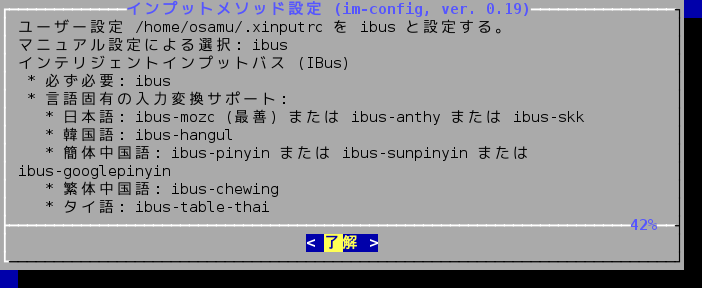 インプットメソッド設定 (im-config, ver. 0.19)
ユーザー設定 /home/osamu/.xinputrc を ibus と設定する。
マニュアル設定による選択: ibus
インテリジェントインプットバス (IBus)
* 必ず必要: ibus
* 言語固有の入力変換サポート:
* 日本語: ibus-mozc (最善) または ibus-anthy または ibus-skk
* 韓国語: ibus-hangul
* 簡体中国語: ibus-pinyin または ibus-sunpinyin または
ibus-googlepinyin
* 繁体中国語: ibus-chewing
* タイ語: ibus-table-thai
42%
< 了解 >